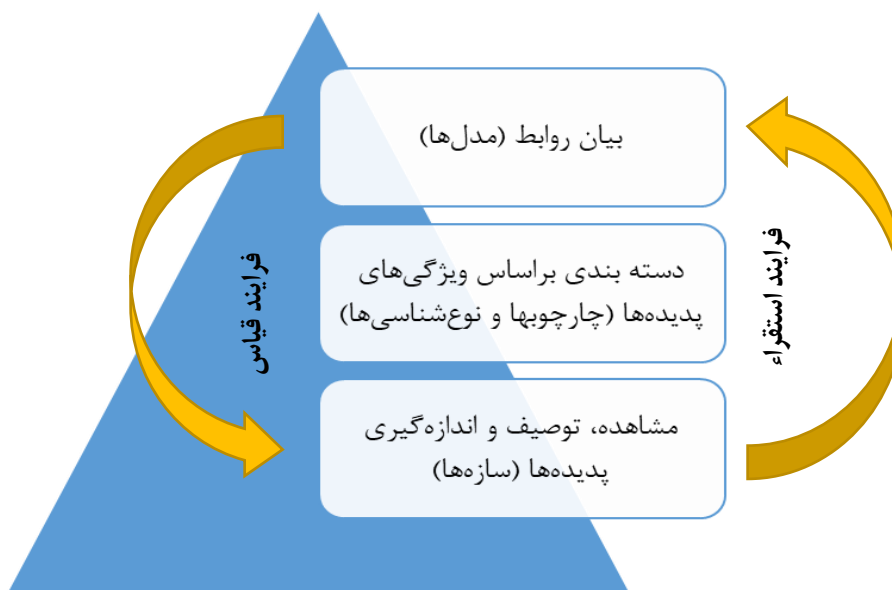 بیان روابط (مدل‌ها)
دسته بندی براساس ویژگی‌های
پدیده‌ها (چارچوبها و نوع‌شناسی‌ها)
مشاهده، توصیف و اندازه‌گیری
پدیده‌ها (سازه‌ها)
فرایند استقراء
فرایند قیاس